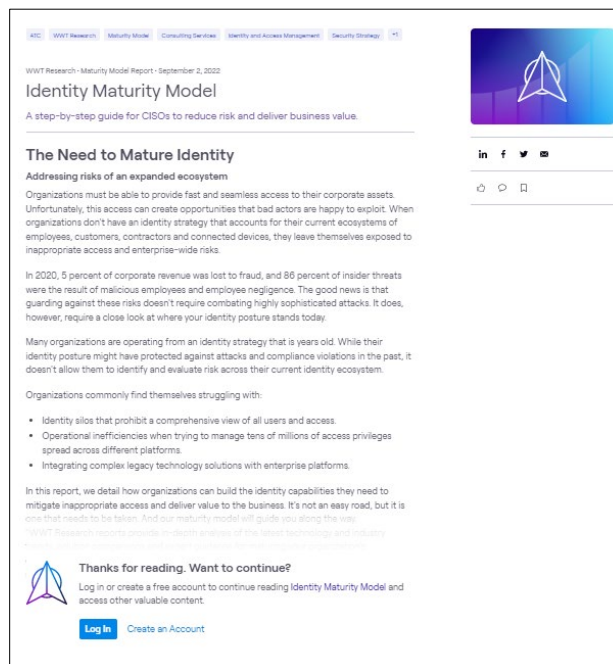 ATC WWT Research Maturity Model Consulting Services Identity and Access Management Security Strategy +1
WWT Research • Maturity Model Report • September 2, 2022
Identity Maturity Model
A step-by-step guide for CISOs to reduce risk and deliver business value.
The Need to Mature Identity
Addressing risks of an expanded ecosystem
Organizations must be able to provide fast and seamless access to their corporate assets.
Unfortunately, this access can create opportunities that bad actors are happy to exploit. When
organizations don't have an identity strategy that accounts for their current ecosystems of
employees, customers, contractors and connected devices, they leave themselves exposed to
inappropriate access and enterprise-wide risks.
In 2020, 5 percent of corporate revenue was lost to fraud, and 86 percent of insider threats
were the result of malicious employees and employee negligence. The good news is that
guarding against these risks doesn't require combating highly sophisticated attacks. It does,
however, require a close look at where your identity posture stands today.
Many organizations are operating from an identity strategy that is years old. While their
identity posture might have protected against attacks and compliance violations in the past, it
doesn't allow them to identify and evaluate risk across their current identity ecosystem.
Organizations commonly find themselves struggling with:
• Identity silos that prohibit a comprehensive view of all users and access.
• Operational inefficiencies when trying to manage tens of millions of access privileges
spread across different platforms.
• Integrating complex legacy technology solutions with enterprise platforms.
In this report, we detail how organizations can build the identity capabilities they need to
mitigate inappropriate access and deliver value to the business. It's not an easy road, but it is
one that needs to be taken. And our maturity model will guide you along the way.
"WWT Research reports provide in-depth analysis of the latest technology and industry
Thanks for reading. Want to continue?
Log in or create a free account to continue reading Identity Maturity Model and
access other valuable content.
Log In Create an Account